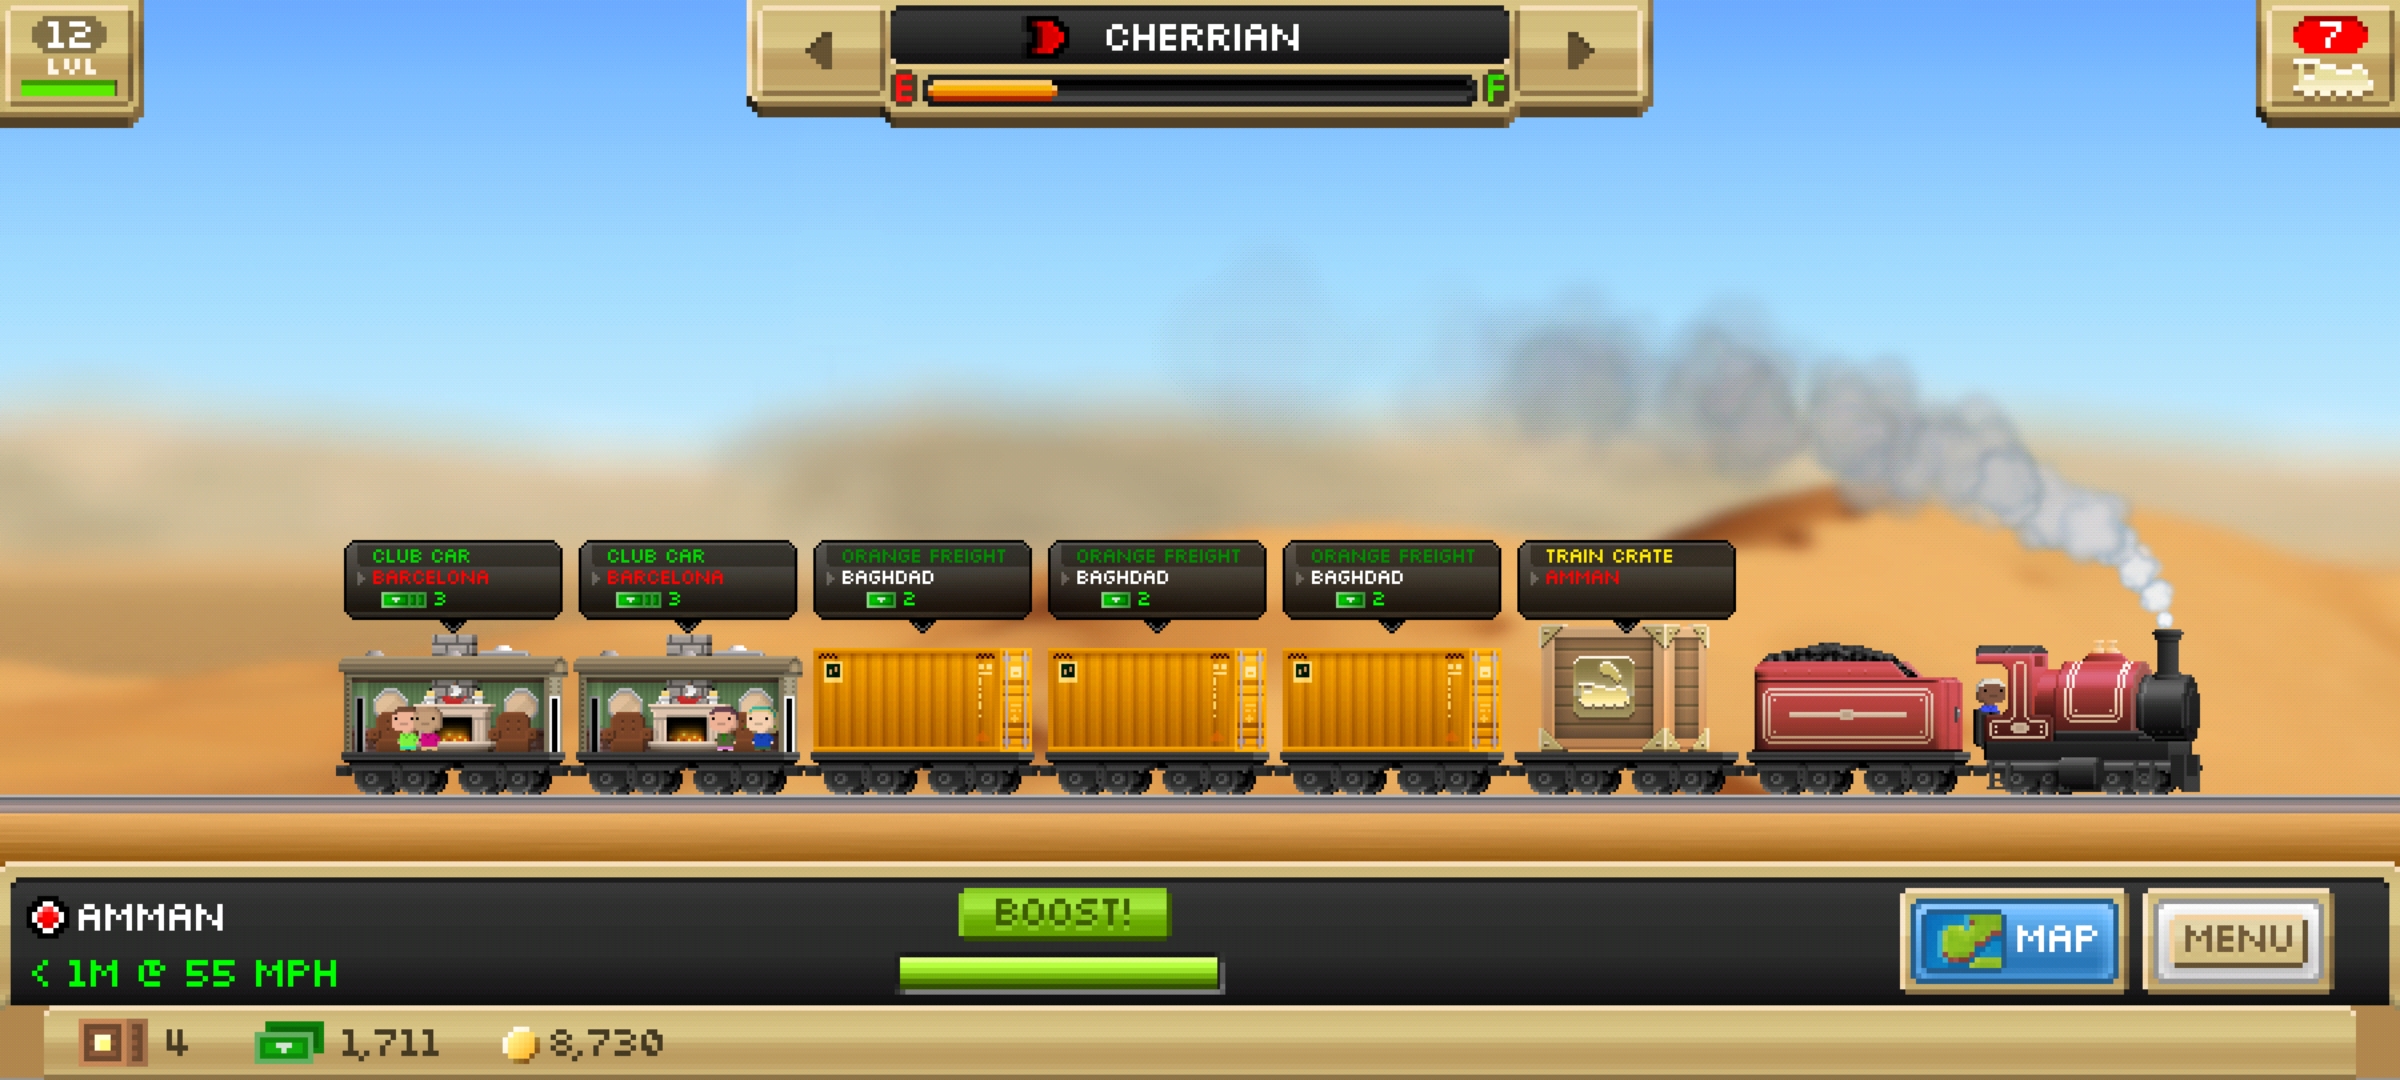 12
LVL
CHERRIAN
E F
7
CLUB CAR
BARCELONA
3
CLUB CAR
BARCELONA
3
ORANGE FREIGHT
BAGHDAD
2
ORANGE FREIGHT
BAGHDAD
2
ORANGE FREIGHT
BAGHDAD
2
TRAIN CRATE
AMMAN
AMMAN
< 1M @ 55 MPH
BOOST!
MAP
MENU
4
1,711
8,730